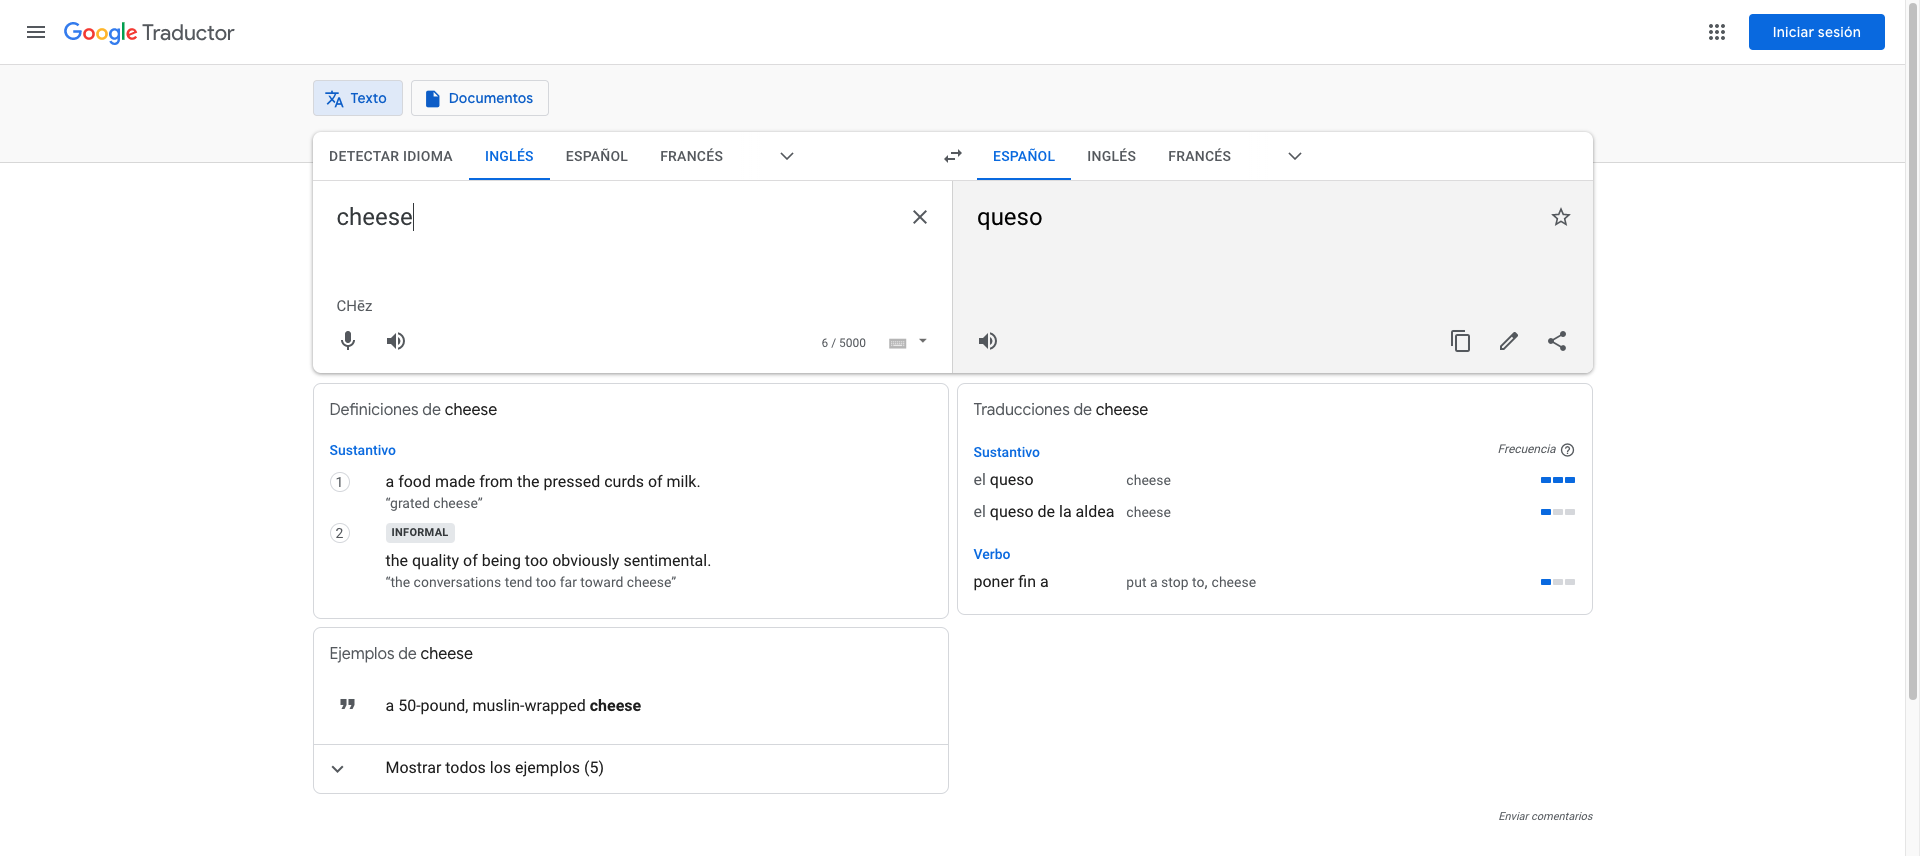 Google Traductor
Iniciar sesión
Texto
Documentos
DETECTAR IDIOMA INGLÉS ESPAÑOL FRANCÉS
ESPAÑOL INGLÉS FRANCÉS
cheese
CHēz
6 / 5000
queso
Definiciones de cheese
Sustantivo
1 a food made from the pressed curds of milk.
“grated cheese”
2 INFORMAL
the quality of being too obviously sentimental.
“the conversations tend too far toward cheese”
Traducciones de cheese
Sustantivo Frecuencia
el queso cheese
el queso de la aldea cheese
Verbo
poner fin a put a stop to, cheese
Ejemplos de cheese
a 50-pound, muslin-wrapped cheese
Mostrar todos los ejemplos (5)
Enviar comentarios